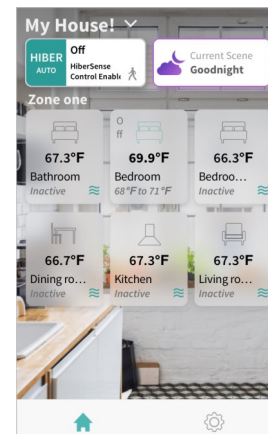 My House!
HIBER
AUTO
Off
HiberSense
Control Enable
Current Scene
Goodnight
Zone one
67.3°F
Bathroom
Inactive
O
ff
69.9°F
Bedroom
68°F to 71°F
66.3°F
Bedroo...
Inactive
66.7°F
Dining ro...
Inactive
67.3°F
Kitchen
Inactive
67.3°F
Living ro...
Inactive